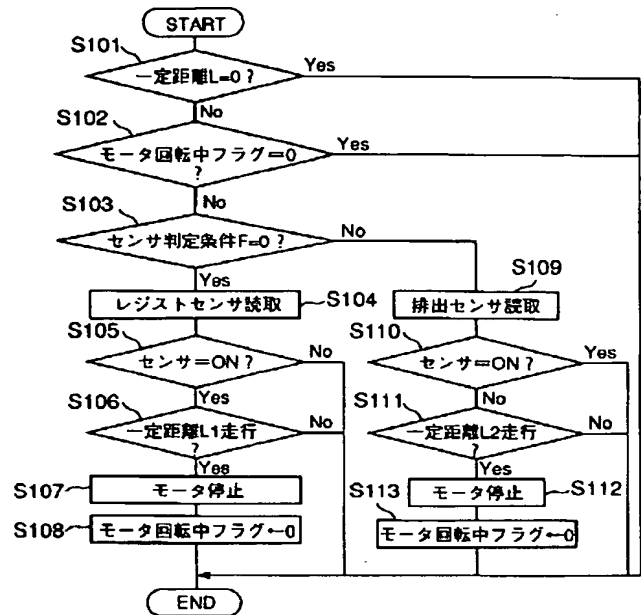 START
S101
一定距離L=0?
Yes
No
S102
モータ回転中フラグ=0
?
Yes
No
S103
センサ判定条件F=0?
No
Yes
レジストセンサ読取
S104
S109
排出センサ読取
S105
センサ=ON?
No
Yes
S110
センサ=ON?
Yes
No
S106
一定距離L1走行
?
No
Yes
S111
一定距離L2走行
?
No
Yes
S107
モータ停止
S108
モータ回転中フラグ←0
モータ停止
S112
S113
モータ回転中フラグ←0
END